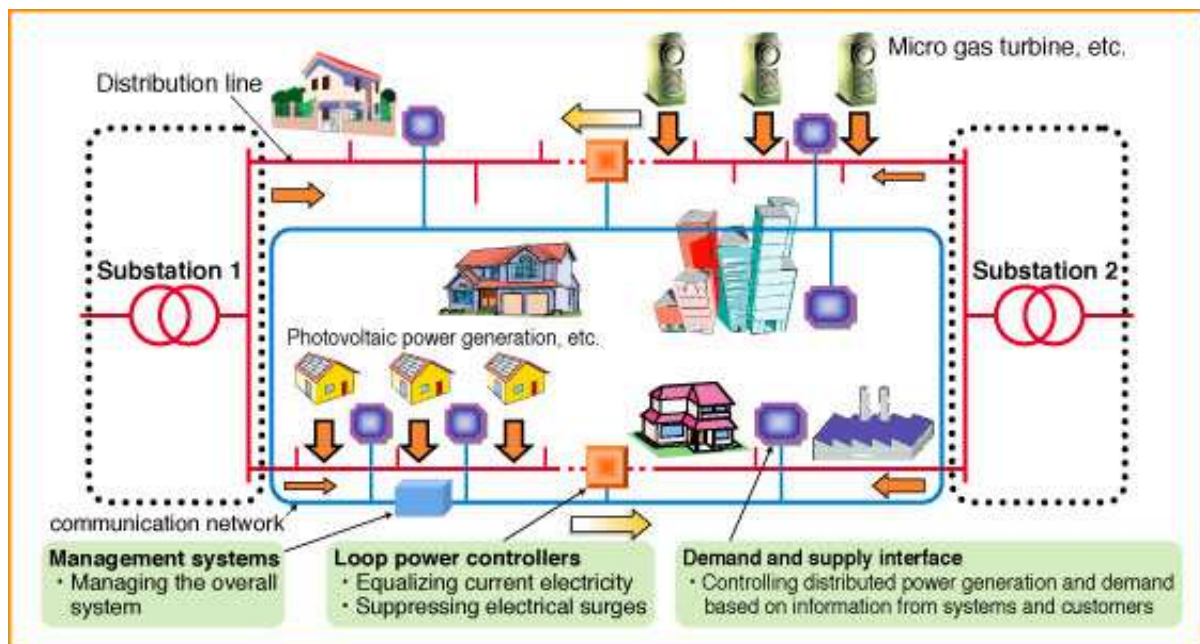 Micro gas turbine, etc.
Distribution line
Substation 1
Substation 2
Photovoltaic power generation, etc.
communication network
Management systems
・Managing the overall
system
Loop power controllers
・Equalizing current electricity
・Suppressing electrical surges
Demand and supply interface
・Controlling distributed power generation and demand
based on information from systems and customers